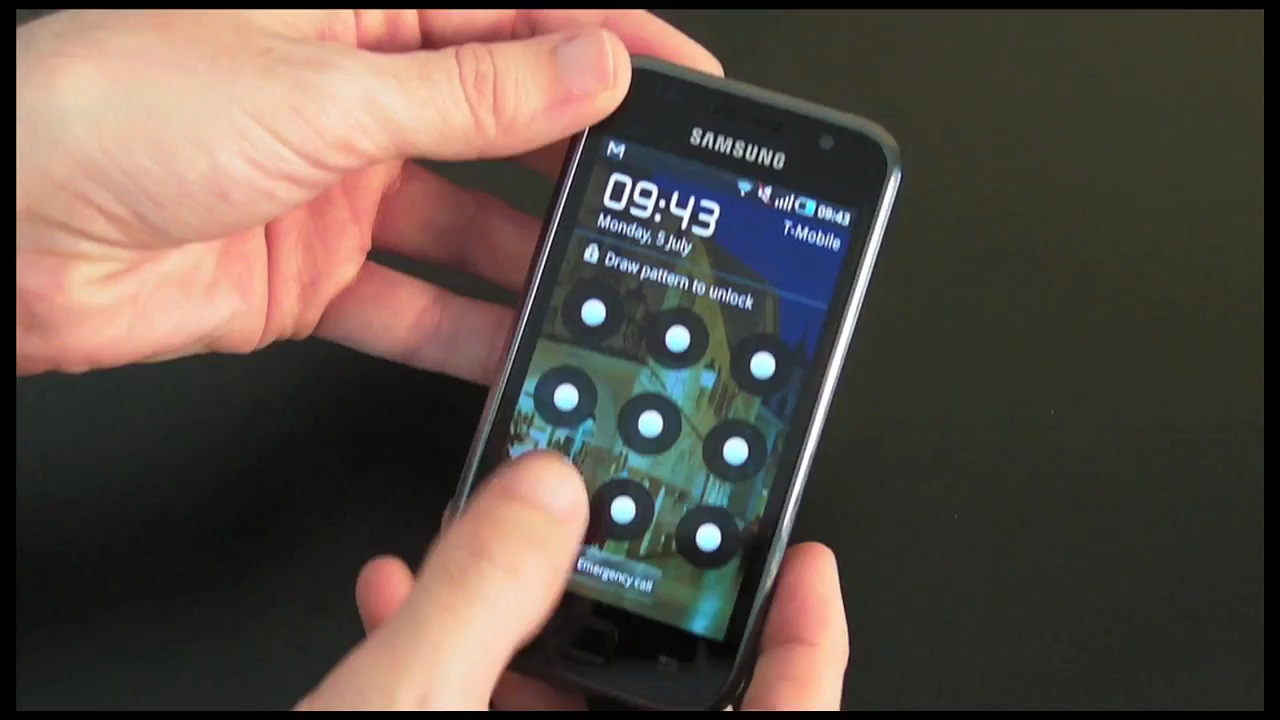 SAMSUNG
M
09:43
09:43
T-Mobile
Monday, 5 July
Draw pattern to unlock
Emergency call